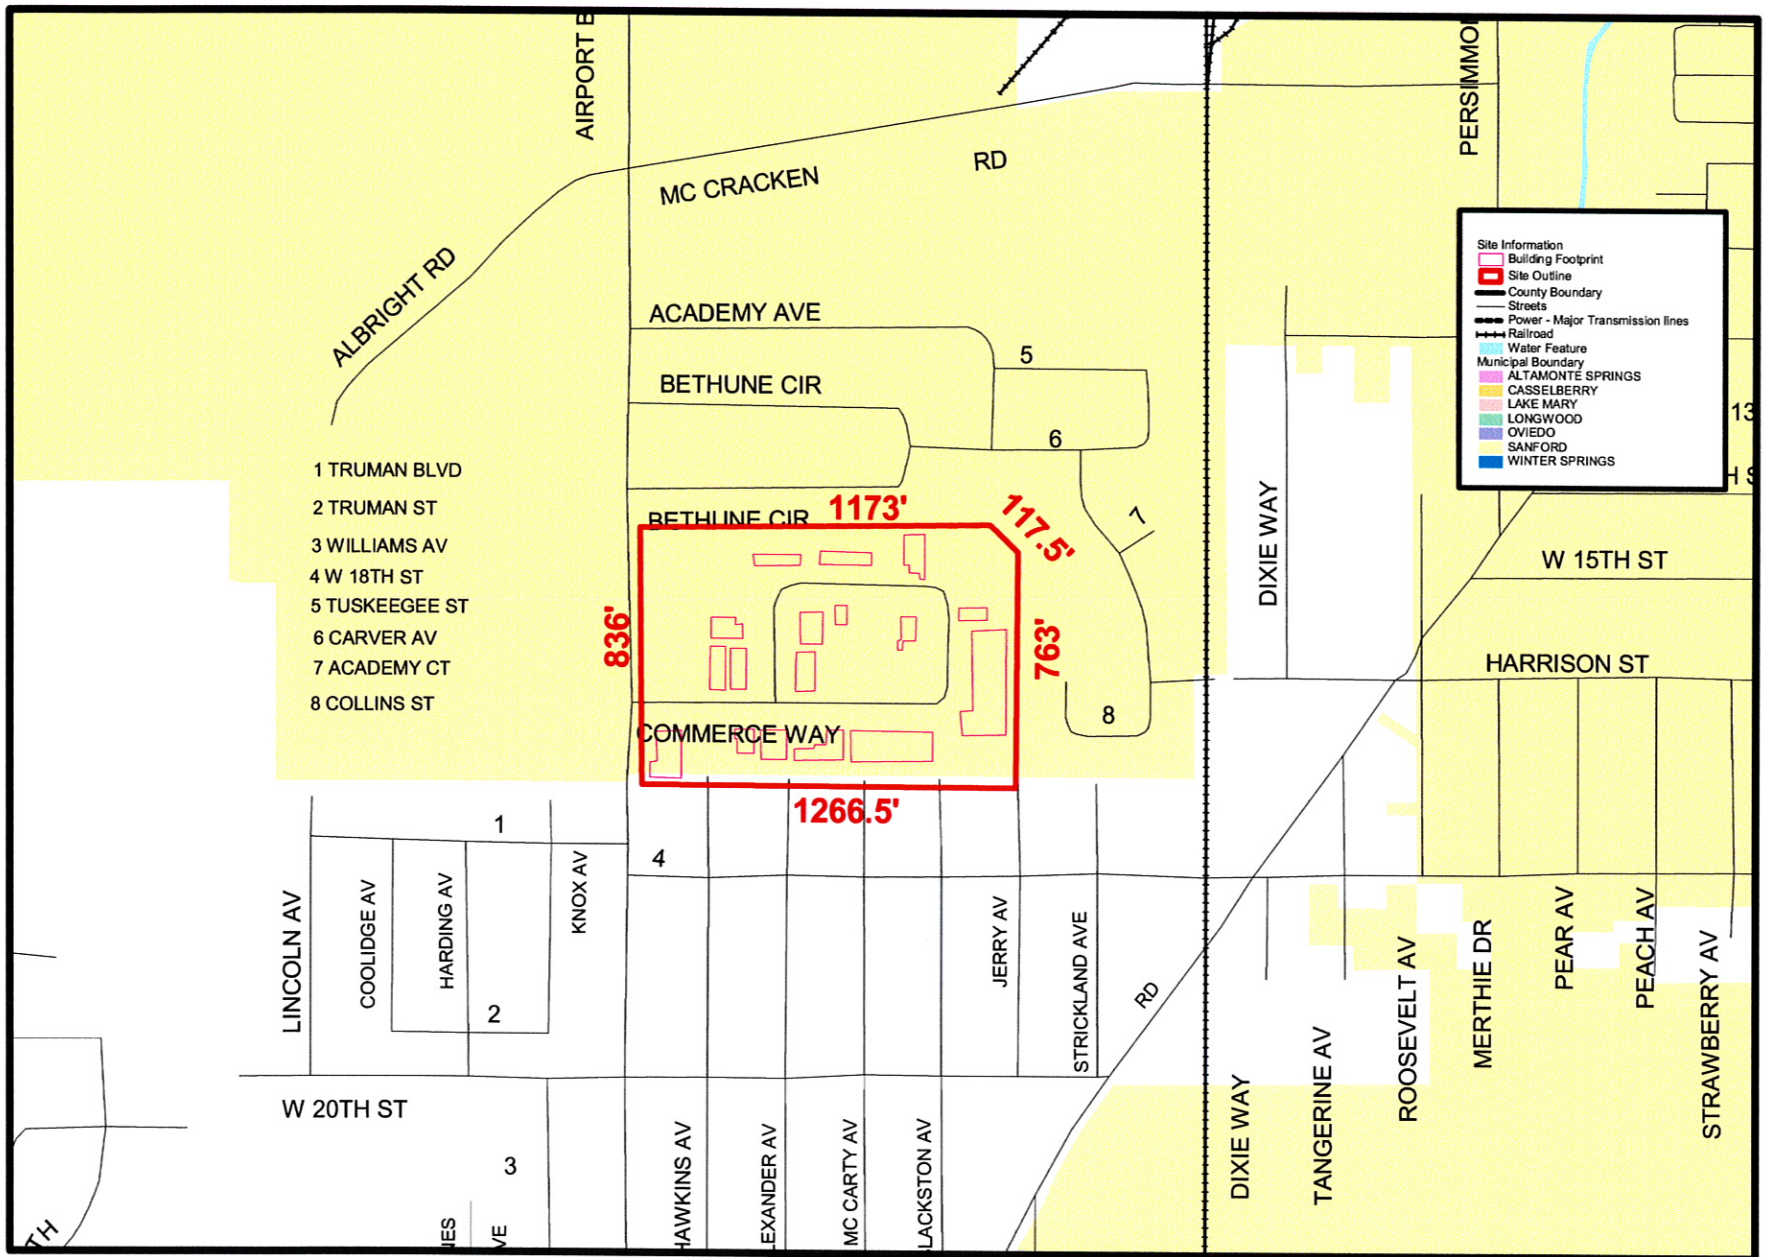 AIRPORT B
PERSIMMON
MC CRACKEN RD
ALBRIGHT RD
Site Information
Building Footprint
Site Outline
County Boundary
Streets
Power - Major Transmission lines
Railroad
Water Feature
Municipal Boundary
ALTAMONTE SPRINGS
CASSELBERRY
LAKE MARY
LONGWOOD
OVIEDO
SANFORD
WINTER SPRINGS
13
H S
ACADEMY AVE
5
BETHUNE CIR
6
1 TRUMAN BLVD
2 TRUMAN ST
3 WILLIAMS AV
4 W 18TH ST
5 TUSKEEGEE ST
6 CARVER AV
7 ACADEMY CT
8 COLLINS ST
BETHUNE CIR
1173'
117.5'
7
836'
763'
DIXIE WAY
W 15TH ST
HARRISON ST
8
COMMERCE WAY
1266.5'
1
4
LINCOLN AV
COOLIDGE AV
HARDING AV
KNOX AV
JERRY AV
STRICKLAND AVE
RD
2
ROOSEVELT AV
MERTHIE DR
PEAR AV
PEACH AV
STRAWBERRY AV
W 20TH ST
3
HAWKINS AV
LEXANDER AV
MC CARTY AV
LACKSTON AV
DIXIE WAY
TANGERINE AV
TH
NES
VE